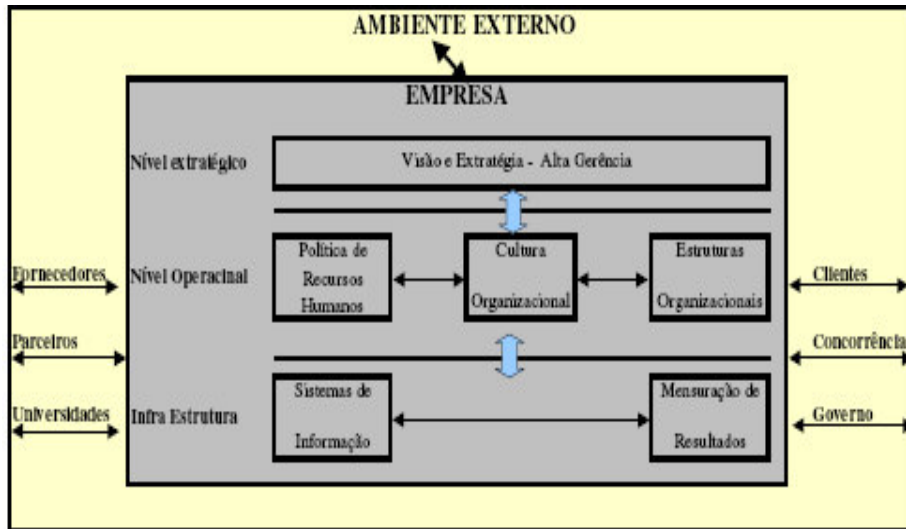 AMBIENTE EXTERNO
EMPRESA
Nível extratégico
Visão e Extratégia - Alta Gerência
Fornecedores
Nível Operacinal
Política de
Recursos
Humanos
Cultura
Organizacional
Estruturas
Organizacionais
Clientes
Parceiros
Concorrência
Universidades
Infra Estrutura
Sistemas de
Informação
Mensuração de
Resultados
Governo